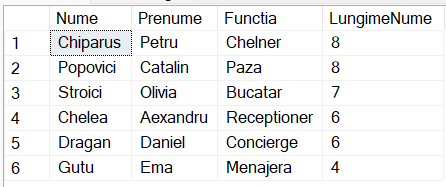 Nume Prenume Functia LungimeNume
1 Chiparus Petru Chelner 8
2 Popovici Catalin Paza 8
3 Stroici Olivia Bucatar 7
4 Chelea Aexandru Receptioner 6
5 Dragan Daniel Concierge 6
6 Gutu Ema Menajera 4